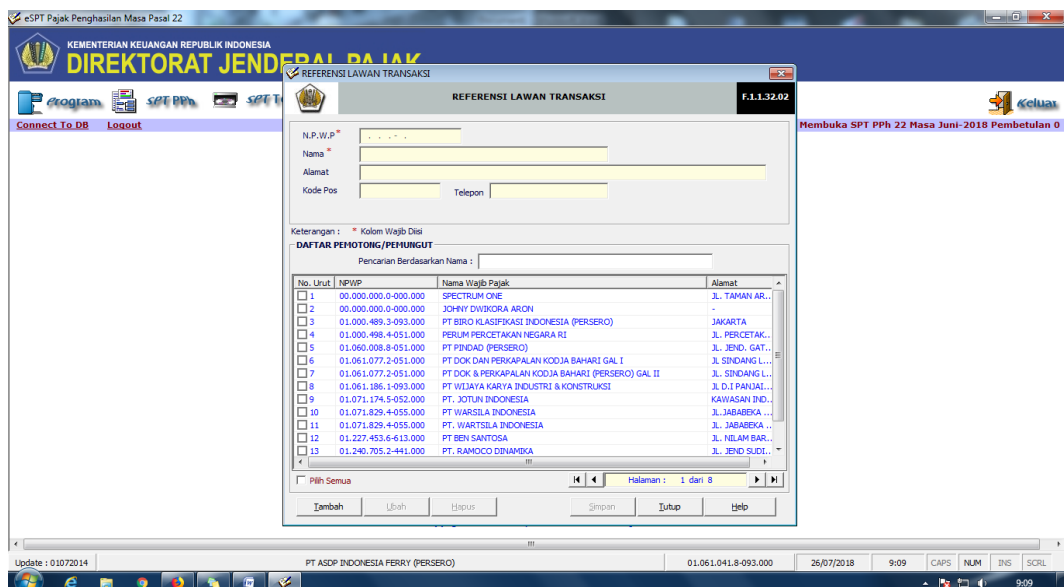 eSPT Pajak Penghasilan Masa Pasal 22
KEMENTERIAN KEUANGAN REPUBLIK INDONESIA
DIREKTORAT JENDERAL PAJAK
Program SPT PPh Keluar
Connect To DB Logout
Membuka SPT PPh 22 Masa Juni-2018 Pembetulan 0
REFERENSI LAWAN TRANSAKSI
REFERENSI LAWAN TRANSAKSI F.1.1.32.02
N.P.W.P* . . . - .
Nama *
Alamat
Kode Pos Telepon
Keterangan : * Kolom Wajib Diisi
DAFTAR PEMOTONG/PEMUNGUT
Pencarian Berdasarkan Nama :
No. Urut NPWP Nama Wajib Pajak Alamat
1 00.000.000.0-000.000 SPECTRUM ONE JL. TAMAN AR...
2 00.000.000.0-000.000 JOHNY DWIKORA ARON -
3 01.000.489.3-093.000 PT BIRO KLASIFIKASI INDONESIA (PERSERO) JAKARTA
4 01.000.498.4-051.000 PERUM PERCETAKAN NEGARA RI JL. PERCETAK...
5 01.060.008.8-051.000 PT PINDAD (PERSERO) JL. JEND. GAT...
6 01.061.077.2-051.000 PT DOK DAN PERKAPALAN KODJA BAHARI GAL I JL SINDANG L...
7 01.061.077.2-051.000 PT DOK & PERKAPALAN KODJA BAHARI (PERSERO) GAL II JL. SINDANG L...
8 01.061.186.1-093.000 PT WIJAYA KARYA INDUSTRI & KONSTRUKSI JL D.I PANJAI...
9 01.071.174.5-052.000 PT. JOTUN INDONESIA KAWASAN IND...
10 01.071.829.4-055.000 PT WARSILA INDONESIA JL.JABABEKA ...
11 01.071.829.4-055.000 PT. WARTSILA INDONESIA JL. JABABEKA ...
12 01.227.453.6-613.000 PT BEN SANTOSA JL. NILAM BAR...
13 01.240.705.2-441.000 PT. RAMOCO DINAMIKA JL. JEND SUDI...
Pilih Semua Halaman : 1 dari 8
Tambah Ubah Hapus Simpan Tutup Help
Update : 01072014 PT ASDP INDONESIA FERRY (PERSERO) 01.061.041.8-093.000 26/07/2018 9:09 CAPS NUM INS SCRL
9:09